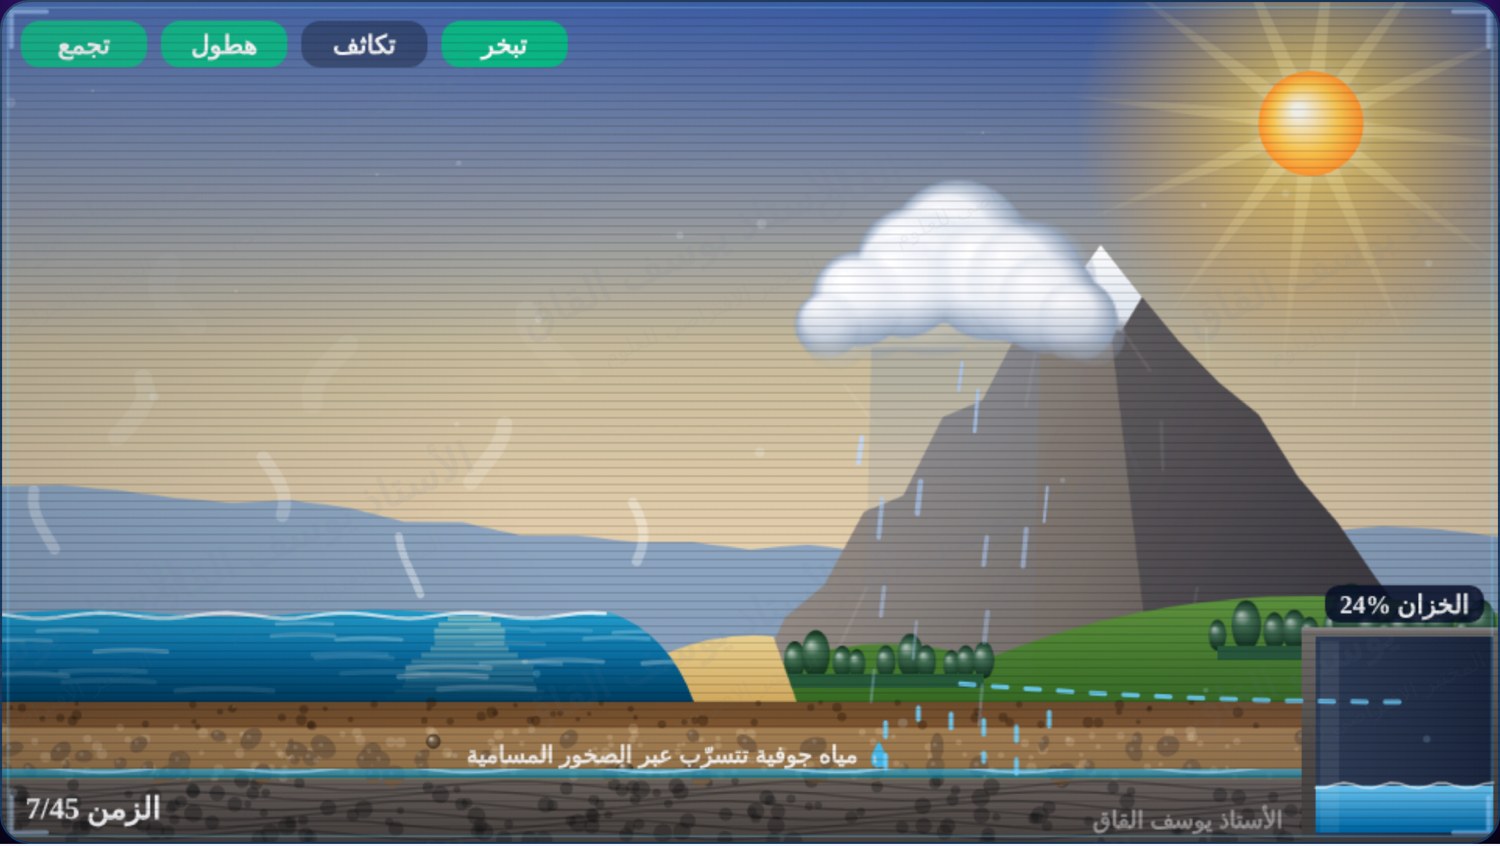 تبخر
تكاثف
هطول
تجمع
الخزان 24%
مياه جوفية تتسرّب عبر الصخور المسامية
الزمن 7/45
الأستاذ يوسف القاق